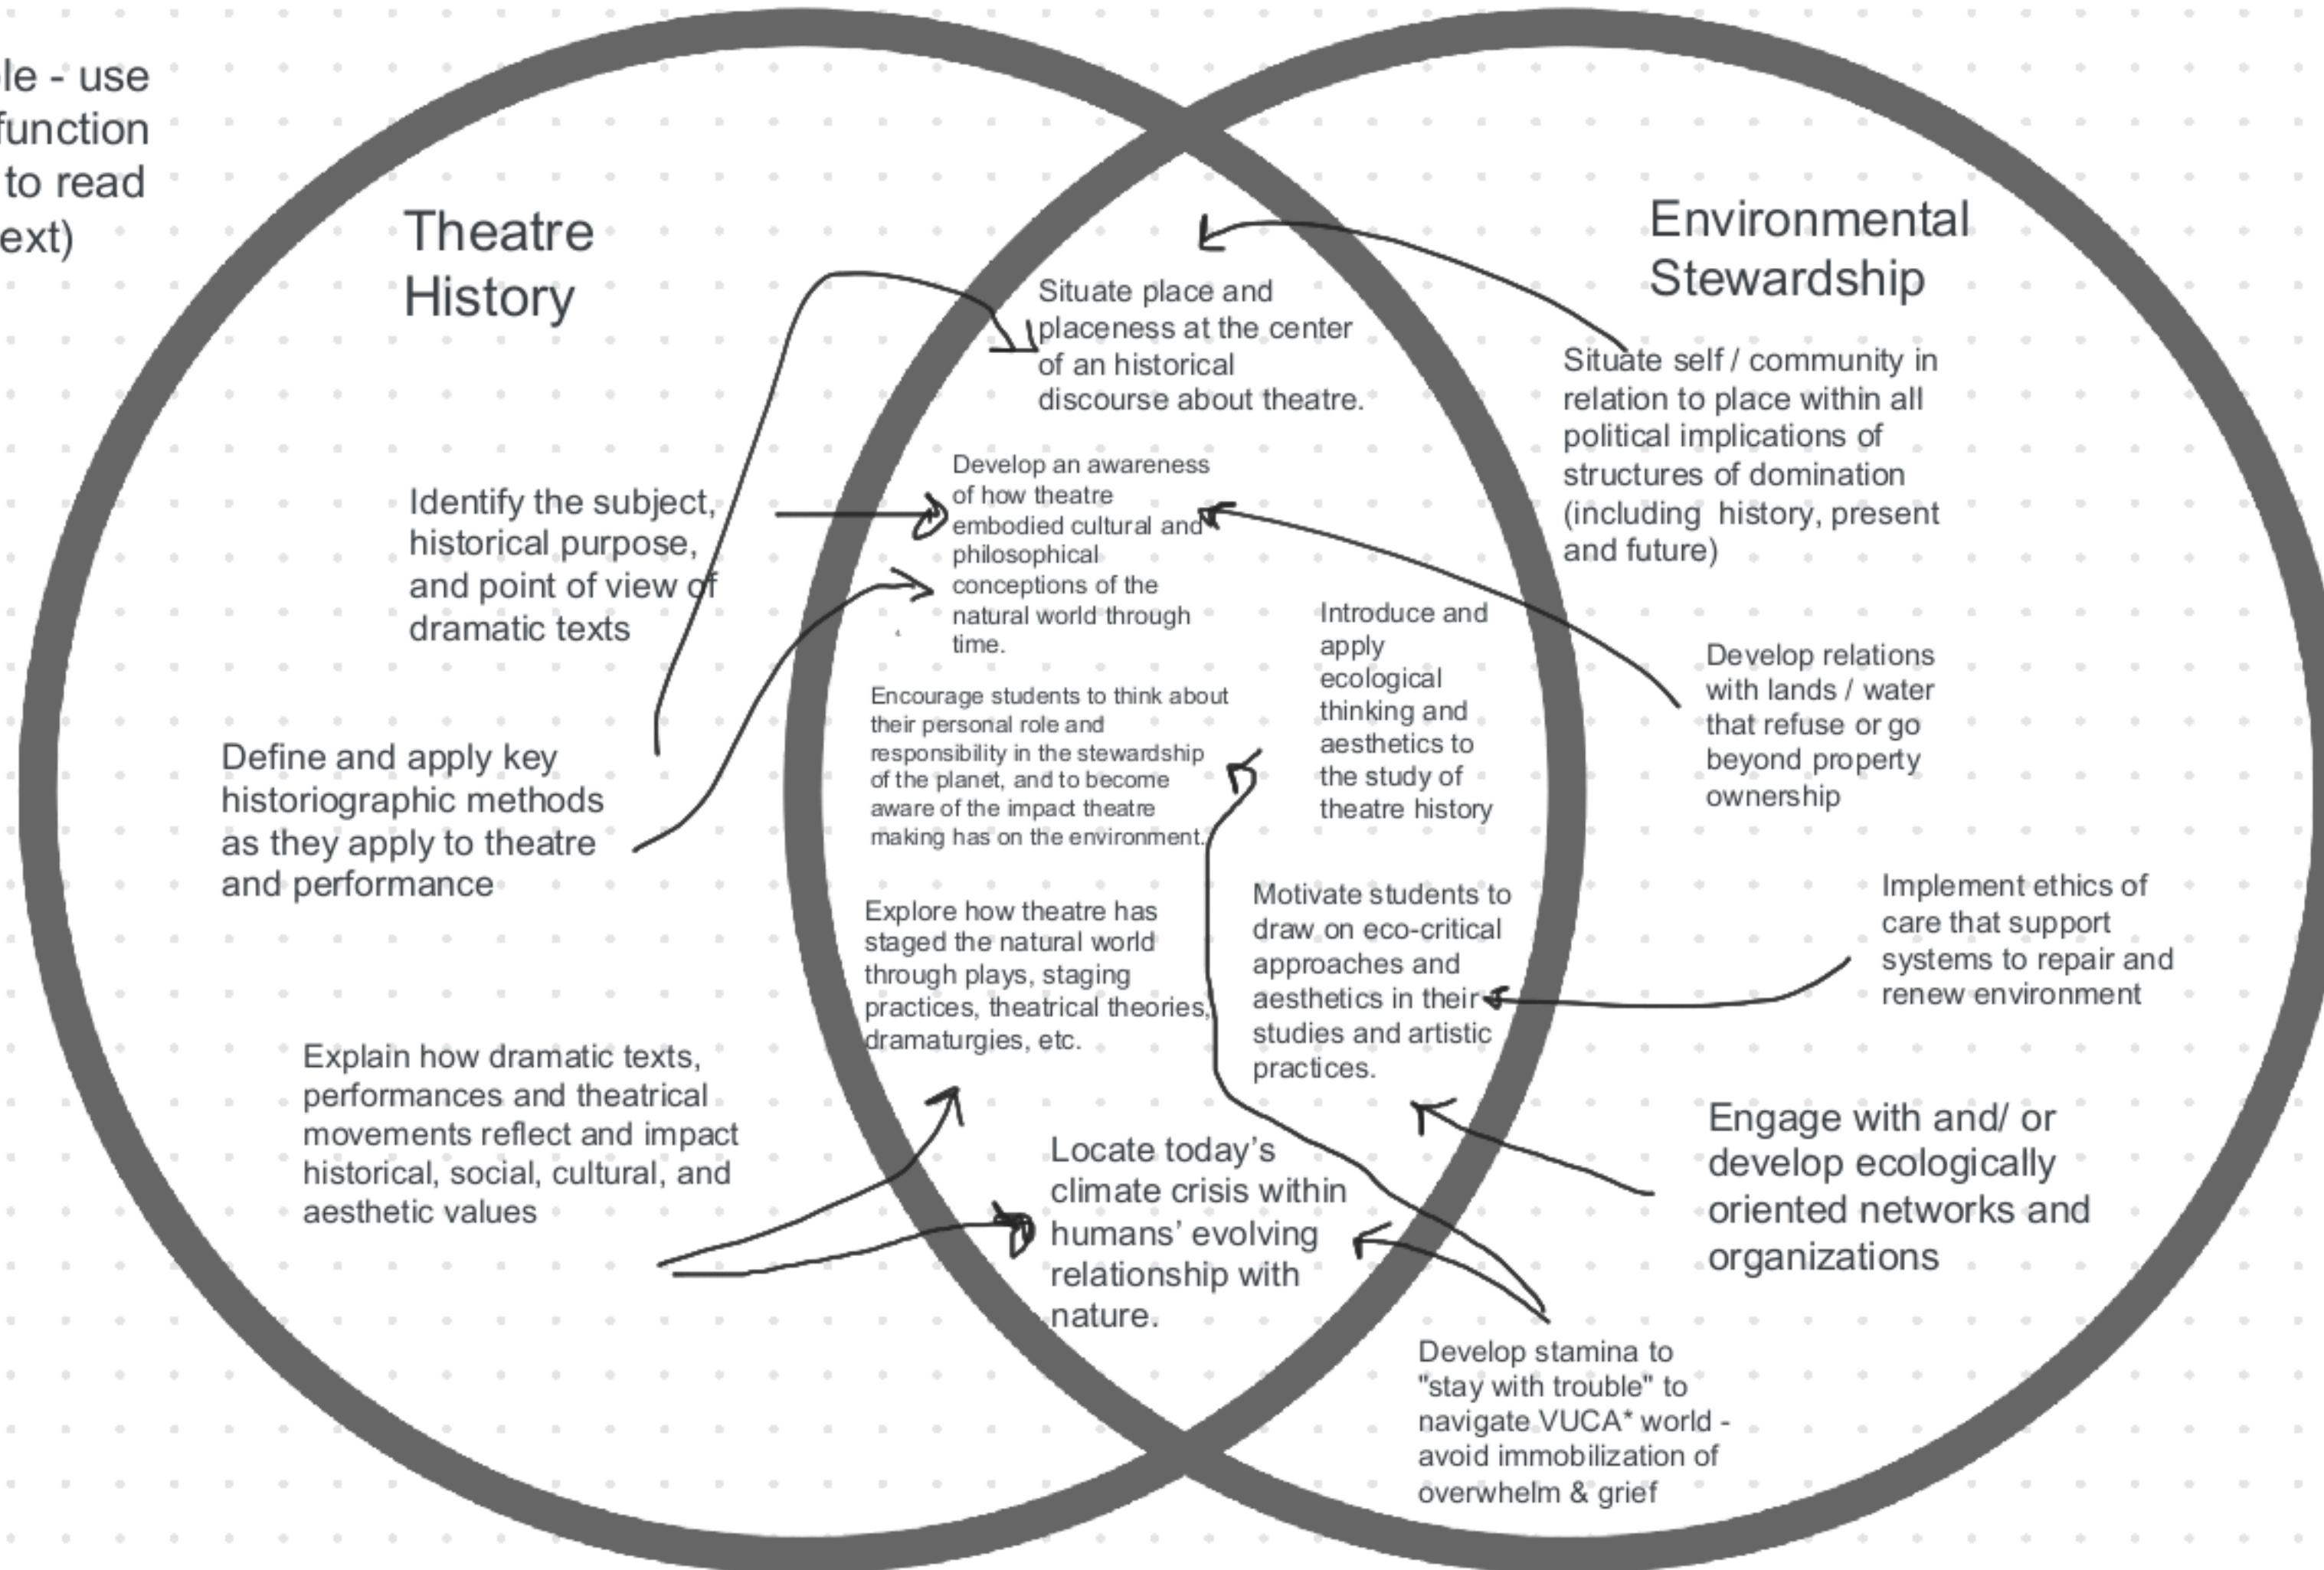 le - use
function
to read
ext)
Theatre
History
Identify the subject,
historical purpose,
and point of view of
dramatic texts
Define and apply key
historiographic methods
as they apply to theatre
and performance
Explain how dramatic texts,
performances and theatrical
movements reflect and impact
historical, social, cultural, and
aesthetic values
Situate place and
placeness at the center
of an historical
discourse about theatre.
Develop an awareness
of how theatre
embodied cultural and
philosophical
conceptions of the
natural world through
time.
Encourage students to think about
their personal role and
responsibility in the stewardship
of the planet, and to become
aware of the impact theatre
making has on the environment.
Introduce and
apply
ecological
thinking and
aesthetics to
the study of
theatre history
Explore how theatre has
staged the natural world
through plays, staging
practices, theatrical theories,
dramaturgies, etc.
Motivate students to
draw on eco-critical
approaches and
aesthetics in their
studies and artistic
practices.
Locate today's
climate crisis within
humans' evolving
relationship with
nature.
Environmental
Stewardship
Situate self / community in
relation to place within all
political implications of
structures of domination
(including  history, present
and future)
Develop relations
with lands / water
that refuse or go
beyond property
ownership
Implement ethics of
care that support
systems to repair and
renew environment
Engage with and/ or
develop ecologically
oriented networks and
organizations
Develop stamina to
"stay with trouble" to
navigate VUCA* world -
avoid immobilization of
overwhelm & grief